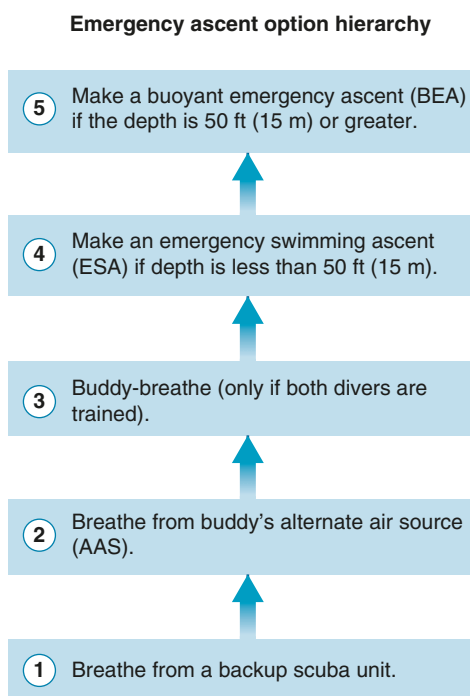 Emergency ascent option hierarchy
5 Make a buoyant emergency ascent (BEA)
if the depth is 50 ft (15 m) or greater.
4 Make an emergency swimming ascent
(ESA) if depth is less than 50 ft (15 m).
3 Buddy-breathe (only if both divers are
trained).
2 Breathe from buddy's alternate air source
(AAS).
1 Breathe from a backup scuba unit.